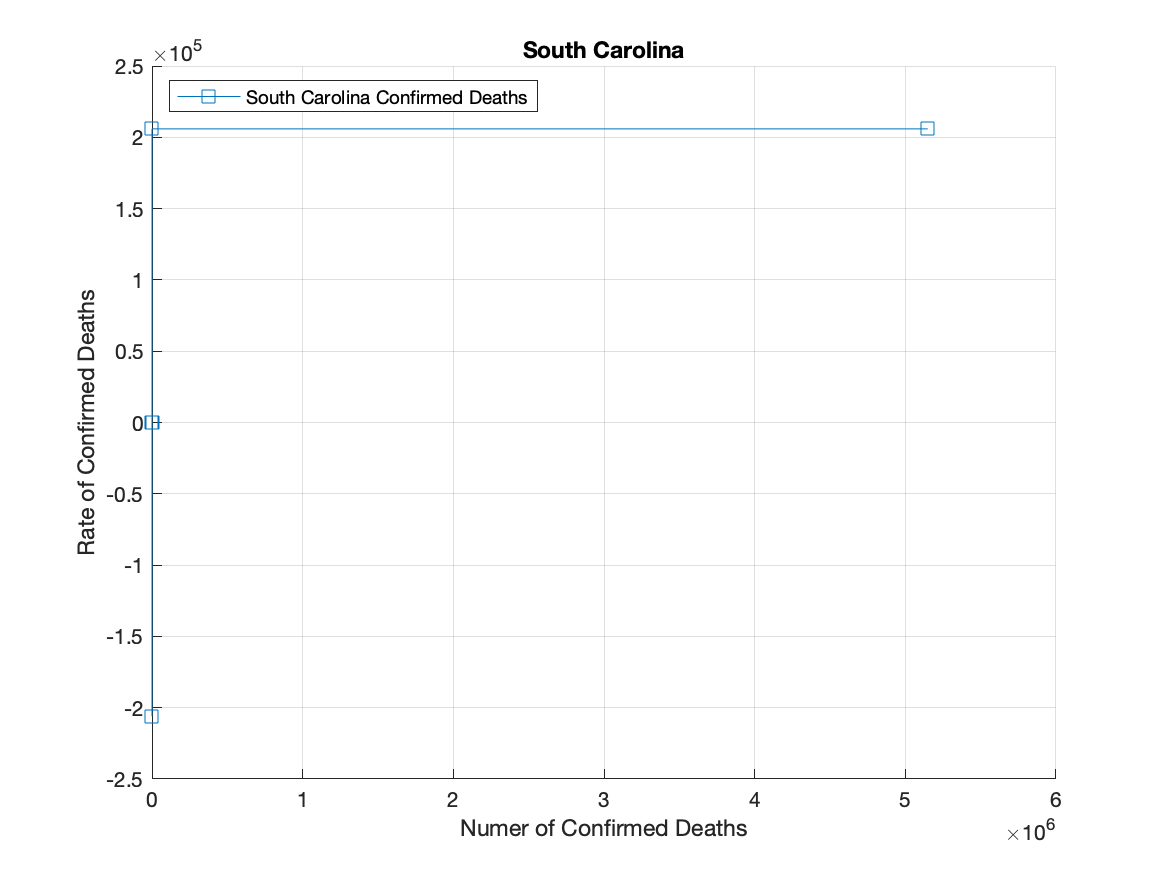 South Carolina
×10^5
2.5
South Carolina Confirmed Deaths
2
1.5
1
0.5
0
-0.5
-1
-1.5
-2
-2.5
Rate of Confirmed Deaths
0 1 2 3 4 5 6
Numer of Confirmed Deaths
×10^6